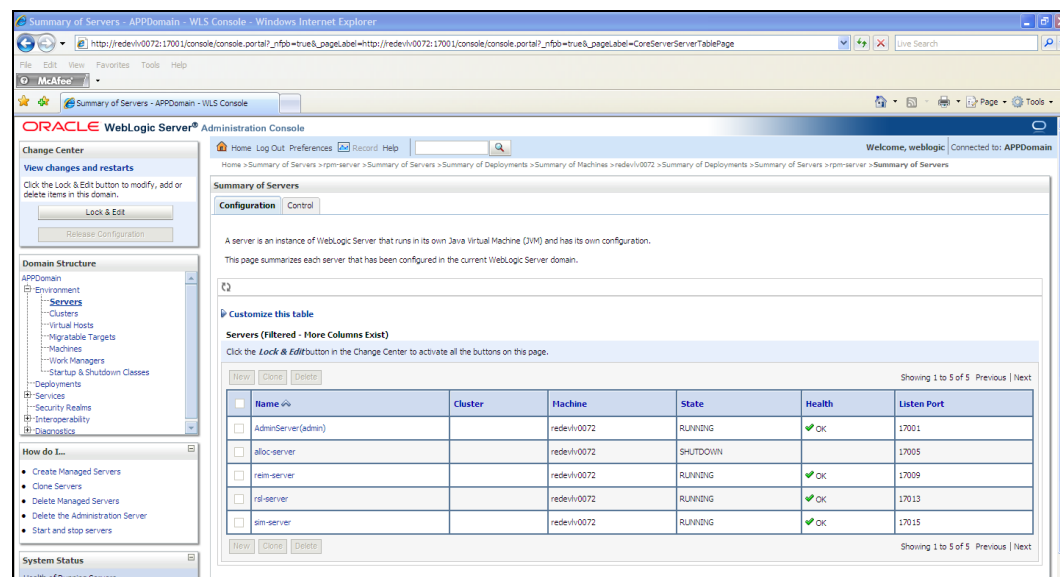 Summary of Servers - APPDomain - WLS Console - Windows Internet Explorer
http://redevlv0072:17001/console/console.portal?_nfpb=true&_pageLabel=http://redevlv0072:17001/console/console.portal?_nfpb=true&_pageLabel=CoreServerServerTablePage
Live Search
File Edit View Favorites Tools Help
McAfee
Summary of Servers - APPDomain - WLS Console
Page Tools
ORACLE WebLogic Server® Administration Console
Change Center
View changes and restarts
Click the Lock & Edit button to modify, add or
delete items in this domain.
Lock & Edit
Release Configuration
Domain Structure
APPDomain
Environment
Servers
Clusters
Virtual Hosts
Migratable Targets
Machines
Work Managers
Startup & Shutdown Classes
Deployments
Services
Security Realms
Interoperability
Diagnostics
How do I...
Create Managed Servers
Clone Servers
Delete Managed Servers
Delete the Administration Server
Start and stop servers
System Status
Health of Running Servers
Home Log Out Preferences Record Help
Welcome, weblogic Connected to: APPDomain
Home >Summary of Servers >rpm-server >Summary of Servers >Summary of Deployments >Summary of Machines >redevlv0072 >Summary of Deployments >Summary of Servers >rpm-server >Summary of Servers
Summary of Servers
Configuration Control
A server is an instance of WebLogic Server that runs in its own Java Virtual Machine (JVM) and has its own configuration.
This page summarizes each server that has been configured in the current WebLogic Server domain.
Customize this table
Servers (Filtered - More Columns Exist)
Click the Lock & Edit button in the Change Center to activate all the buttons on this page.
New Clone Delete Showing 1 to 5 of 5 Previous | Next
Name Cluster Machine State Health Listen Port
AdminServer(admin) redevlv0072 RUNNING OK 17001
alloc-server redevlv0072 SHUTDOWN 17005
reim-server redevlv0072 RUNNING OK 17009
rsl-server redevlv0072 RUNNING OK 17013
sim-server redevlv0072 RUNNING OK 17015
New Clone Delete Showing 1 to 5 of 5 Previous | Next